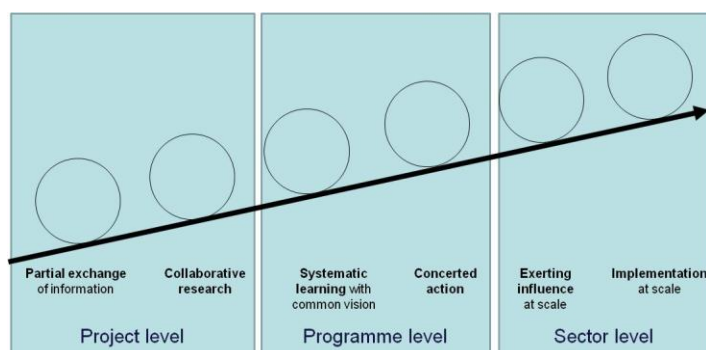 Partial exchange
of information
Collaborative
research
Systematic
learning with
common vision
Concerted
action
Exerting
influence
at scale
Implementation
at scale
Project level
Programme level
Sector level